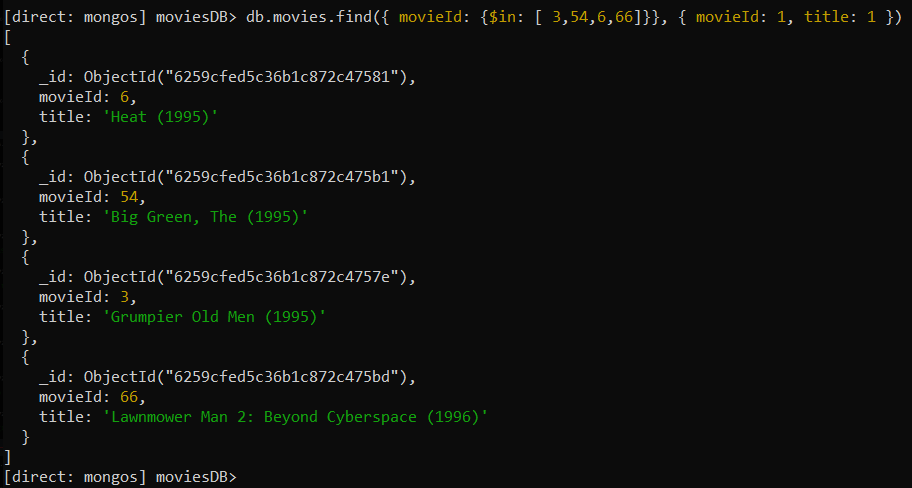 [direct: mongos] moviesDB> db.movies.find({ movieId: {$in: [ 3,54,6,66]}}, { movieId: 1, title: 1 })
[
  {
    _id: ObjectId("6259cfed5c36b1c872c47581"),
    movieId: 6,
    title: 'Heat (1995)'
  },
  {
    _id: ObjectId("6259cfed5c36b1c872c475b1"),
    movieId: 54,
    title: 'Big Green, The (1995)'
  },
  {
    _id: ObjectId("6259cfed5c36b1c872c4757e"),
    movieId: 3,
    title: 'Grumpier Old Men (1995)'
  },
  {
    _id: ObjectId("6259cfed5c36b1c872c475bd"),
    movieId: 66,
    title: 'Lawnmower Man 2: Beyond Cyberspace (1996)'
  }
]
[direct: mongos] moviesDB>